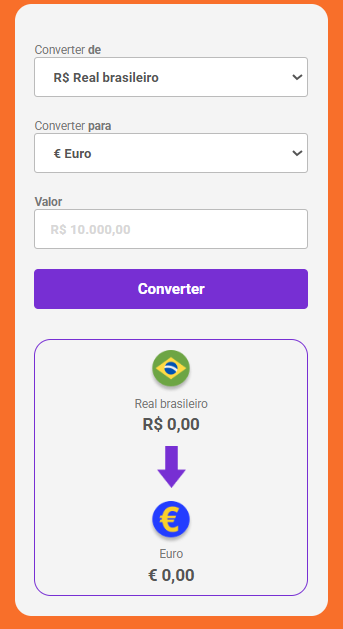 Converter de
R$ Real brasileiro
Converter para
€ Euro
Valor
R$ 10.000,00
Converter
Real brasileiro
R$ 0,00
€
Euro
€ 0,00